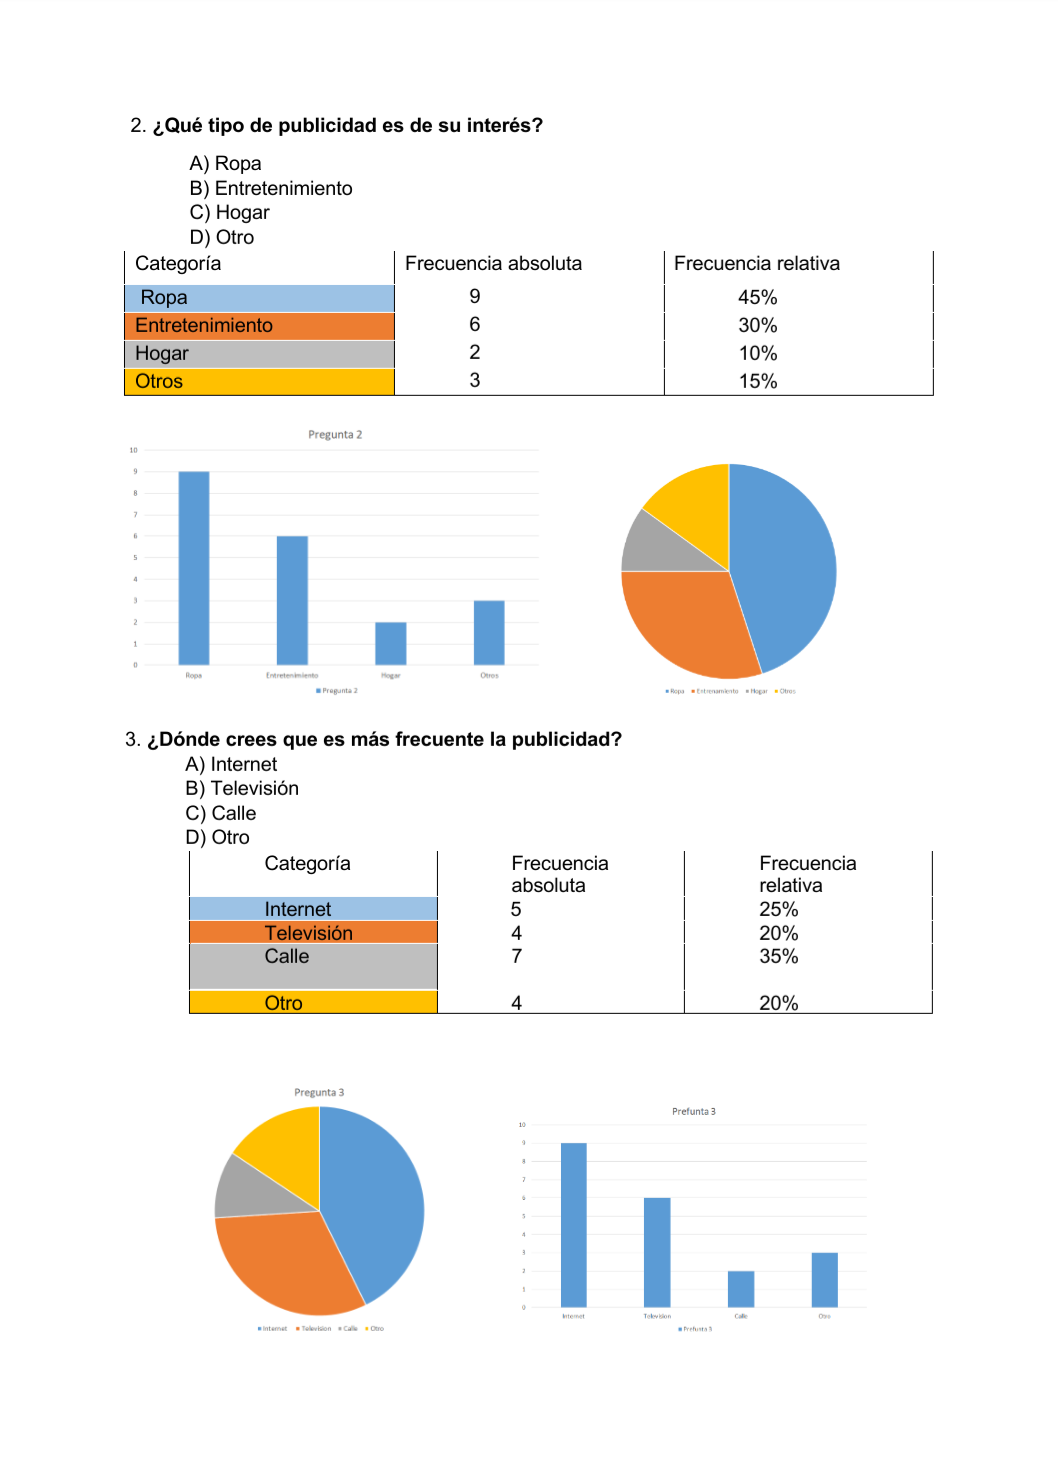 2. ¿Qué tipo de publicidad es de su interés?
A) Ropa
B) Entretenimiento
C) Hogar
D) Otro
Categoría Frecuencia absoluta Frecuencia relativa
Ropa 9 45%
Entretenimiento 6 30%
Hogar 2 10%
Otros 3 15%
Pregunta 2
10
9
8
7
6
5
4
3
2
1
0
Ropa Entretenimiento Hogar Otros
Pregunta 2
Ropa Entrenamiento Hogar Otros
3. ¿Dónde crees que es más frecuente la publicidad?
A) Internet
B) Televisión
C) Calle
D) Otro
Categoría Frecuencia absoluta Frecuencia relativa
Internet 5 25%
Televisión 4 20%
Calle 7 35%
Otro 4 20%
Pregunta 3
Internet Television Calle Otro
Prefunta 3
10
9
8
7
6
5
4
3
2
1
0
Internet Television Calle Otro
Prefunta 3